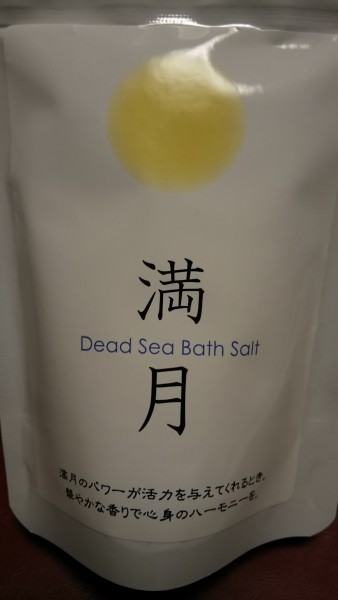 満
Dead Sea Bath Salt
月
満月のパワーが活力を与えてくれるとき、
艶やかな香りで心身のハーモニーを。